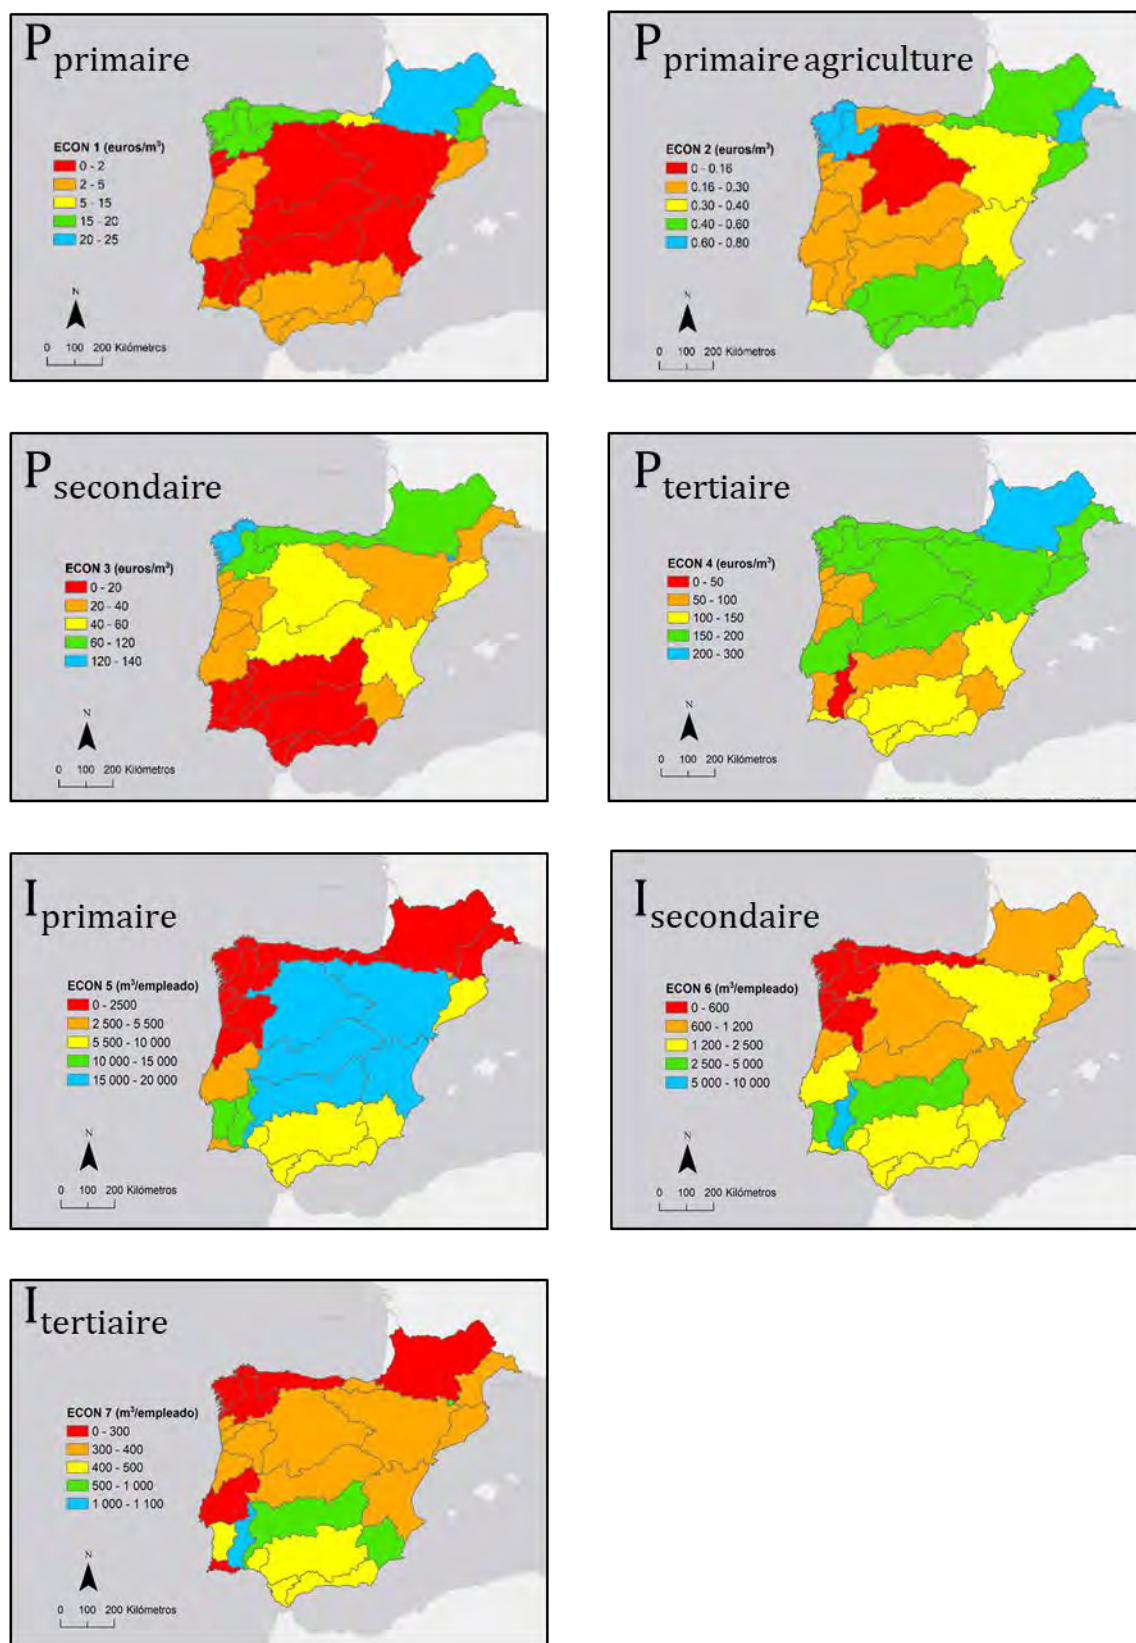 P primaire
ECON 1 (euros/m³)
0 - 2
2 - 5
5 - 15
15 - 20
20 - 25
N
0 100 200 Kilómetros
P primaire agriculture
ECON 2 (euros/m³)
0 - 0.16
0.16 - 0.30
0.30 - 0.40
0.40 - 0.60
0.60 - 0.80
N
0 100 200 Kilómetros
P secondaire
ECON 3 (euros/m³)
0 - 20
20 - 40
40 - 60
60 - 120
120 - 140
N
0 100 200 Kilómetros
P tertiaire
ECON 4 (euros/m³)
0 - 50
50 - 100
100 - 150
150 - 200
200 - 300
N
0 100 200 Kilómetros
I primaire
ECON 5 (m³/empleado)
0 - 2500
2 500 - 5 500
5 500 - 10 000
10 000 - 15 000
15 000 - 20 000
N
0 100 200 Kilómetros
I secondaire
ECON 6 (m³/empleado)
0 - 600
600 - 1 200
1 200 - 2 500
2 500 - 5 000
5 000 - 10 000
N
0 100 200 Kilómetros
I tertiaire
ECON 7 (m³/empleado)
0 - 300
300 - 400
400 - 500
500 - 1 000
1 000 - 1 100
N
0 100 200 Kilómetros